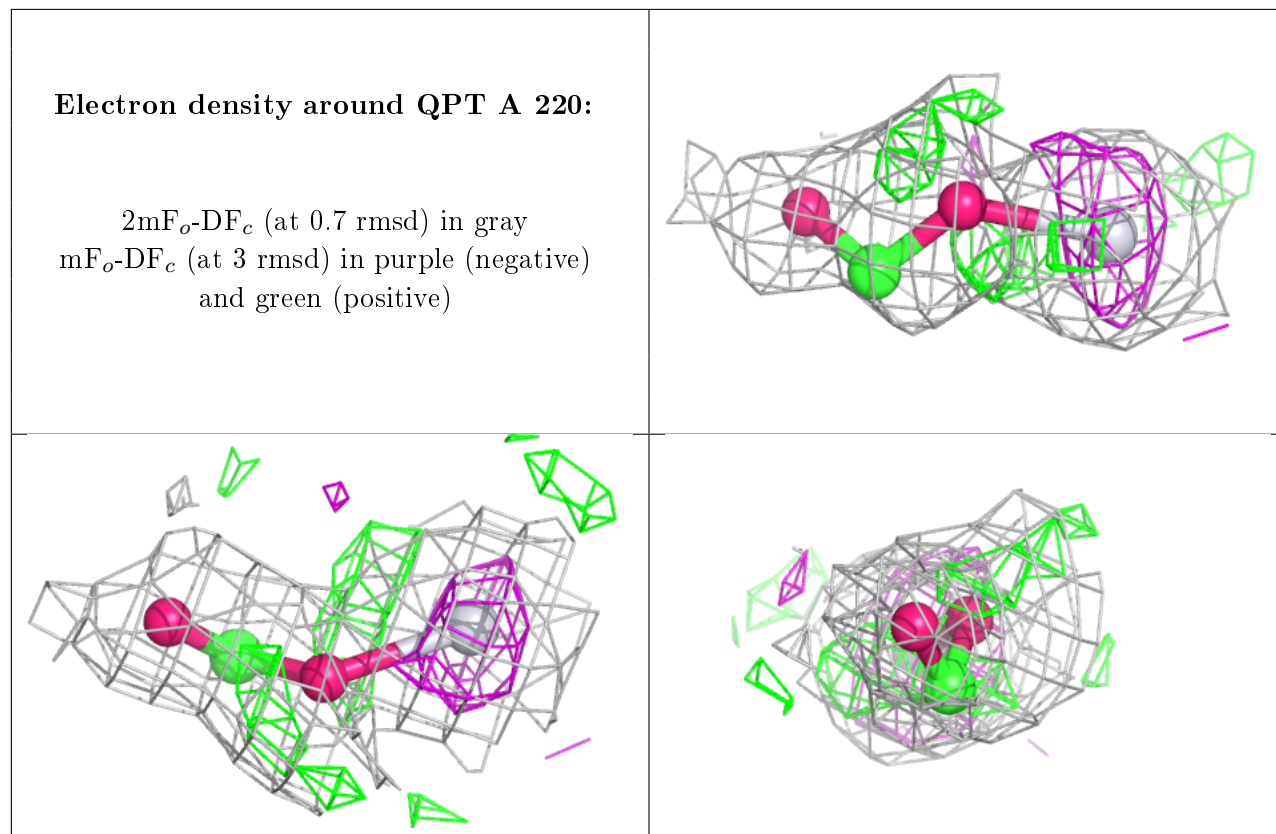 Electron density around QPT A 220:
2mFo-DFc (at 0.7 rmsd) in gray
mFo-DFc (at 3 rmsd) in purple (negative)
and green (positive)